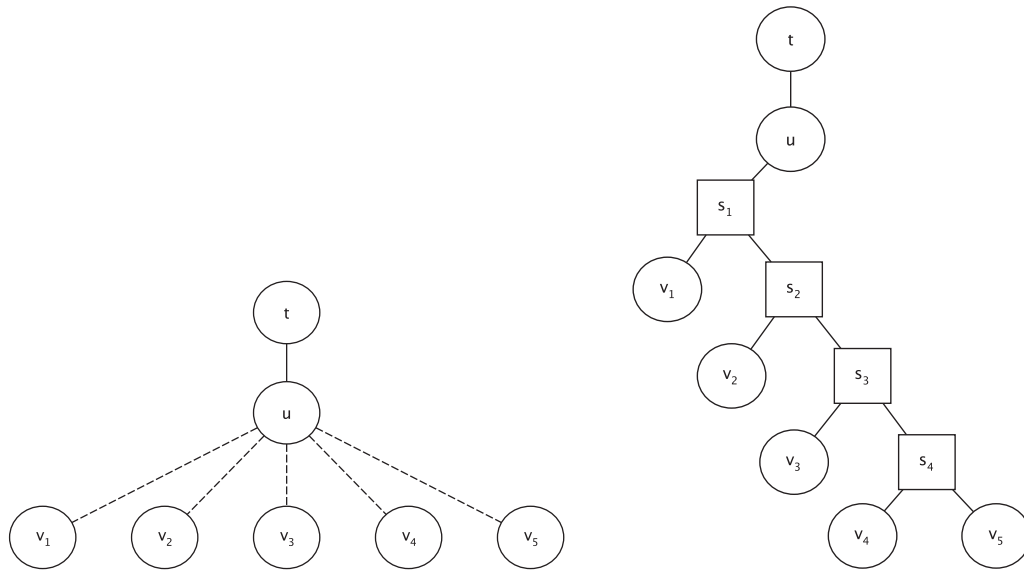 t
u
v₁
v₂
v₃
v₄
v₅
t
u
s₁
v₁
s₂
v₂
s₃
v₃
s₄
v₄
v₅